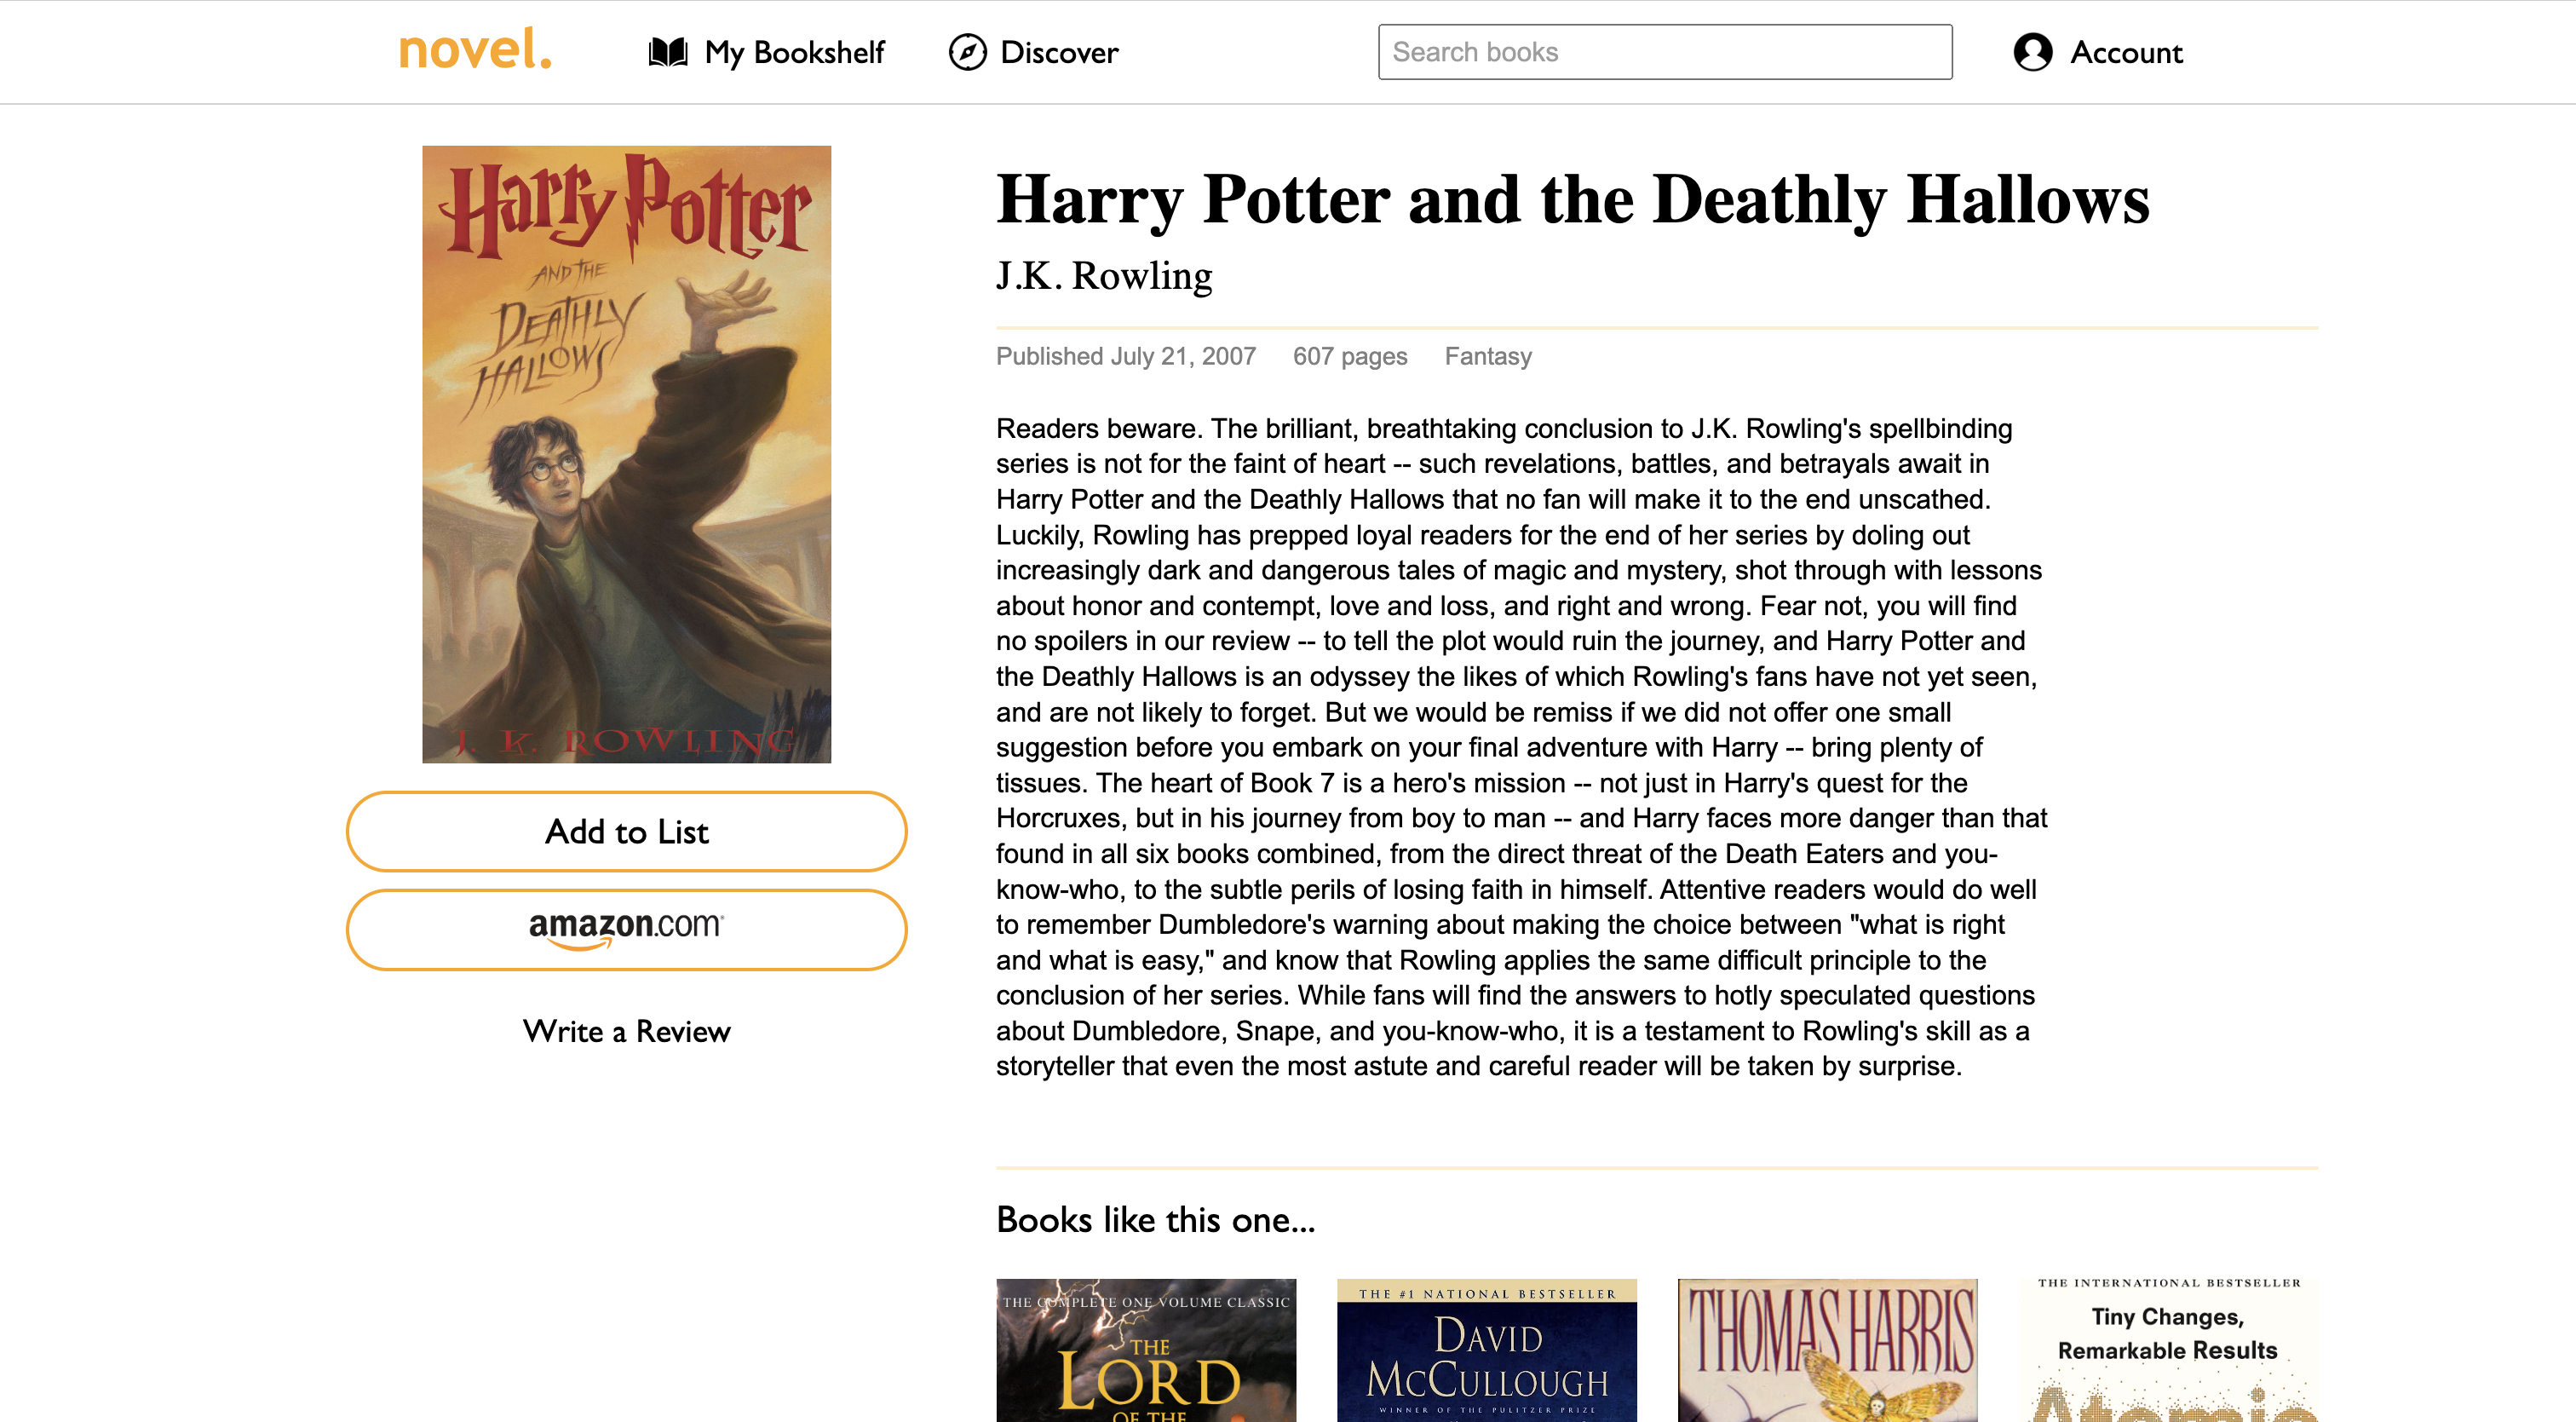 novel.
My Bookshelf
Discover
Search books
Account
Harry Potter
AND THE
DEATHLY
HALLOWS
J. K. ROWLING
Add to List
amazon.com
Write a Review
Harry Potter and the Deathly Hallows
J.K. Rowling
Published July 21, 2007 607 pages Fantasy
Readers beware. The brilliant, breathtaking conclusion to J.K. Rowling's spellbinding
series is not for the faint of heart -- such revelations, battles, and betrayals await in
Harry Potter and the Deathly Hallows that no fan will make it to the end unscathed.
Luckily, Rowling has prepped loyal readers for the end of her series by doling out
increasingly dark and dangerous tales of magic and mystery, shot through with lessons
about honor and contempt, love and loss, and right and wrong. Fear not, you will find
no spoilers in our review -- to tell the plot would ruin the journey, and Harry Potter and
the Deathly Hallows is an odyssey the likes of which Rowling's fans have not yet seen,
and are not likely to forget. But we would be remiss if we did not offer one small
suggestion before you embark on your final adventure with Harry -- bring plenty of
tissues. The heart of Book 7 is a hero's mission -- not just in Harry's quest for the
Horcruxes, but in his journey from boy to man -- and Harry faces more danger than that
found in all six books combined, from the direct threat of the Death Eaters and you-
know-who, to the subtle perils of losing faith in himself. Attentive readers would do well
to remember Dumbledore's warning about making the choice between "what is right
and what is easy," and know that Rowling applies the same difficult principle to the
conclusion of her series. While fans will find the answers to hotly speculated questions
about Dumbledore, Snape, and you-know-who, it is a testament to Rowling's skill as a
storyteller that even the most astute and careful reader will be taken by surprise.
Books like this one...
THE COMPLETE ONE VOLUME CLASSIC
THE
LORD
OF THE
THE #1 NATIONAL BESTSELLER
DAVID
McCULLOUGH
WINNER OF THE PULITZER PRIZE
THOMAS HARRIS
THE INTERNATIONAL BESTSELLER
Tiny Changes,
Remarkable Results
Atomic